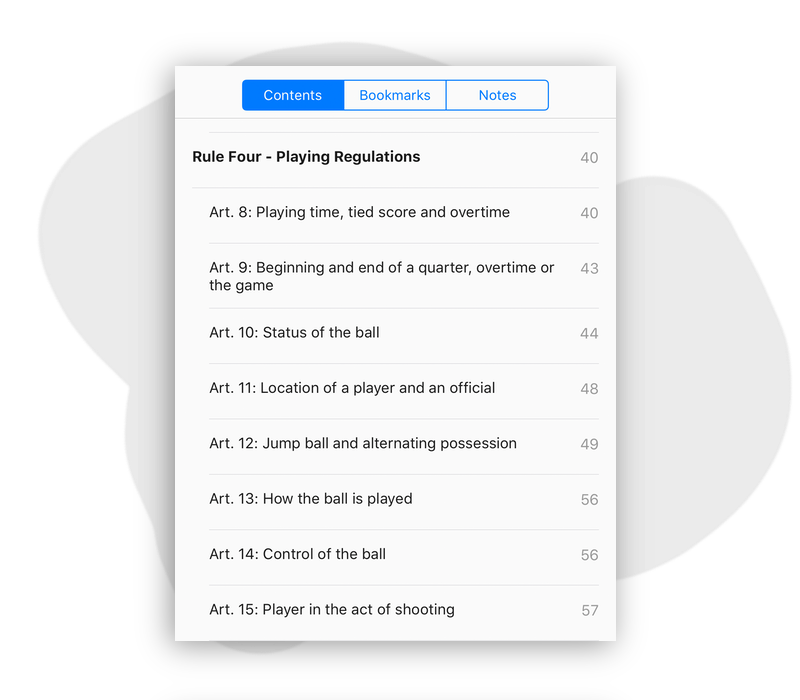 Contents Bookmarks Notes
Rule Four - Playing Regulations 40
Art. 8: Playing time, tied score and overtime 40
Art. 9: Beginning and end of a quarter, overtime or 43
the game
Art. 10: Status of the ball 44
Art. 11: Location of a player and an official 48
Art. 12: Jump ball and alternating possession 49
Art. 13: How the ball is played 56
Art. 14: Control of the ball 56
Art. 15: Player in the act of shooting 57